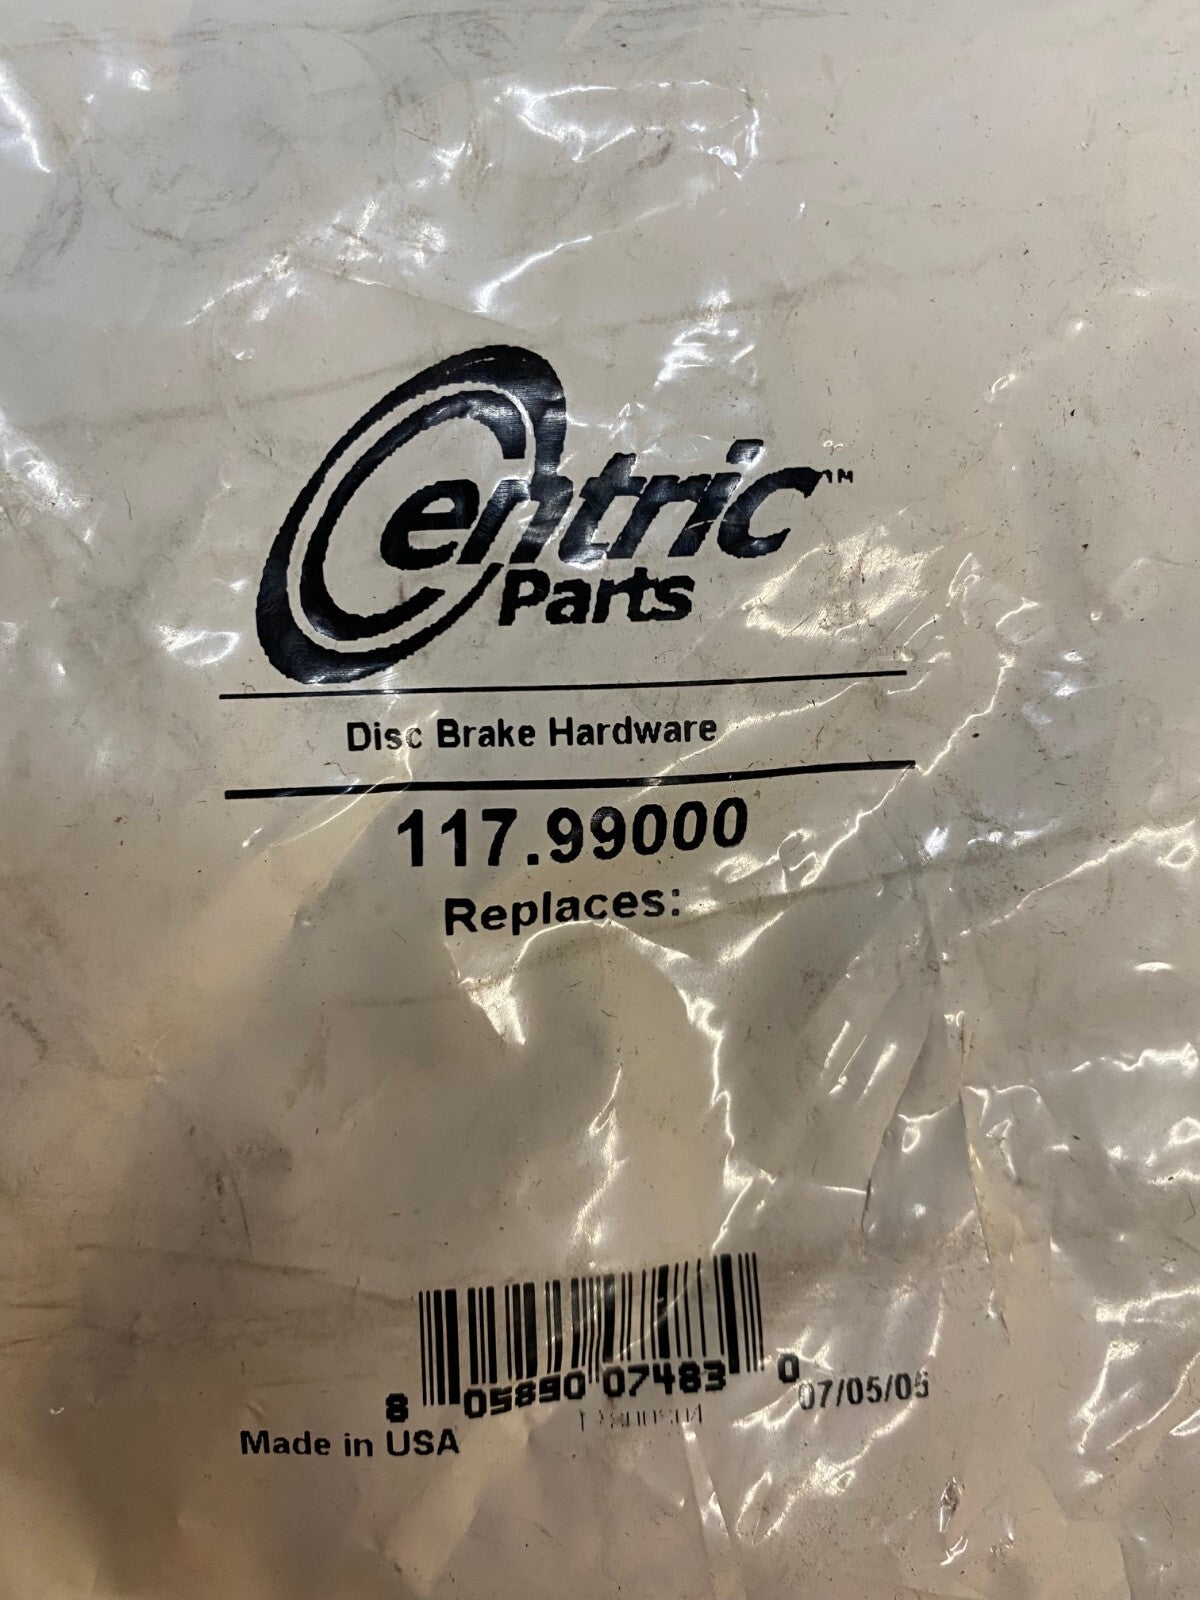 Centric™
Parts
Disc Brake Hardware
117.99000
Replaces:
8 05890 07483 0
07/05/05
Made in USA